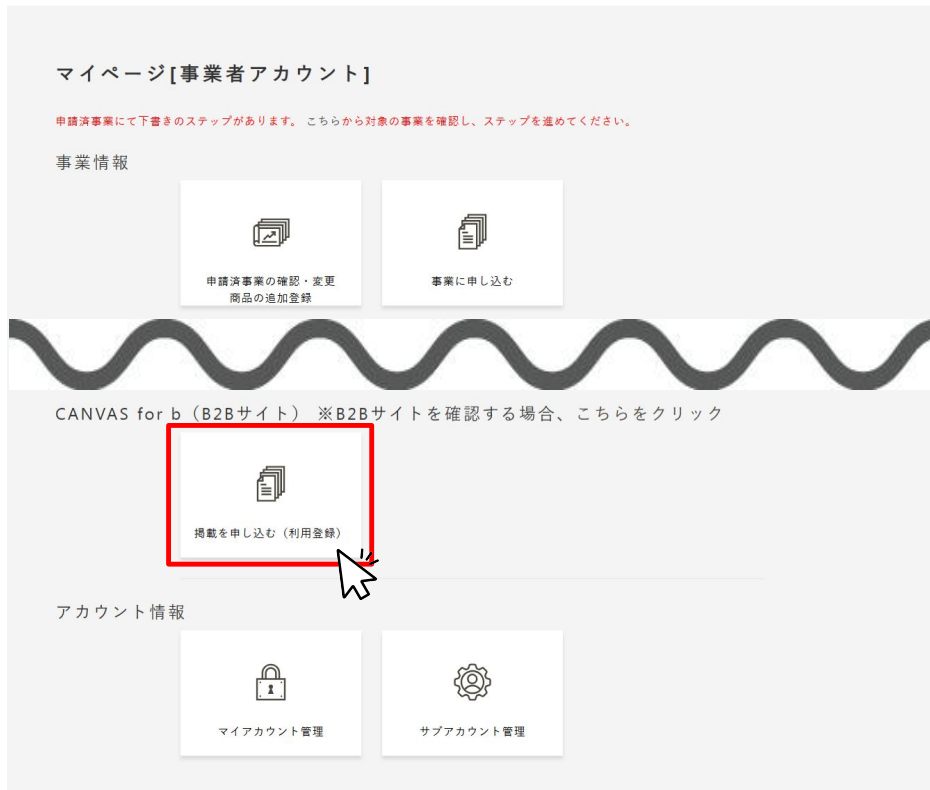 マイページ[事業者アカウント]
申請済事業にて下書きのステップがあります。 こちらから対象の事業を確認し、ステップを進めてください。
事業情報
申請済事業の確認・変更
商品の追加登録
事業に申し込む
CANVAS for b（B2Bサイト） ※B2Bサイトを確認する場合、こちらをクリック
掲載を申し込む（利用登録）
アカウント情報
マイアカウント管理
サブアカウント管理